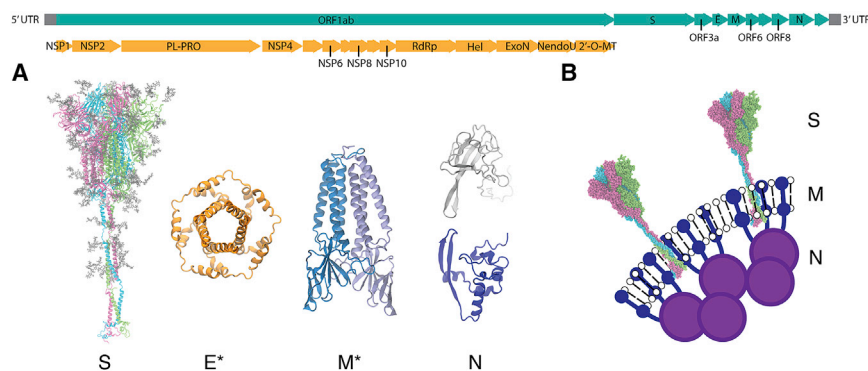 5' UTR ORF1ab S E M N 3' UTR
ORF3a ORF6 ORF8
NSP1 NSP2 PL-PRO NSP4 RdRp Hel ExoN NendoU 2'-O-MT
NSP6 NSP8 NSP10
A B
S
M
N
S E* M* N